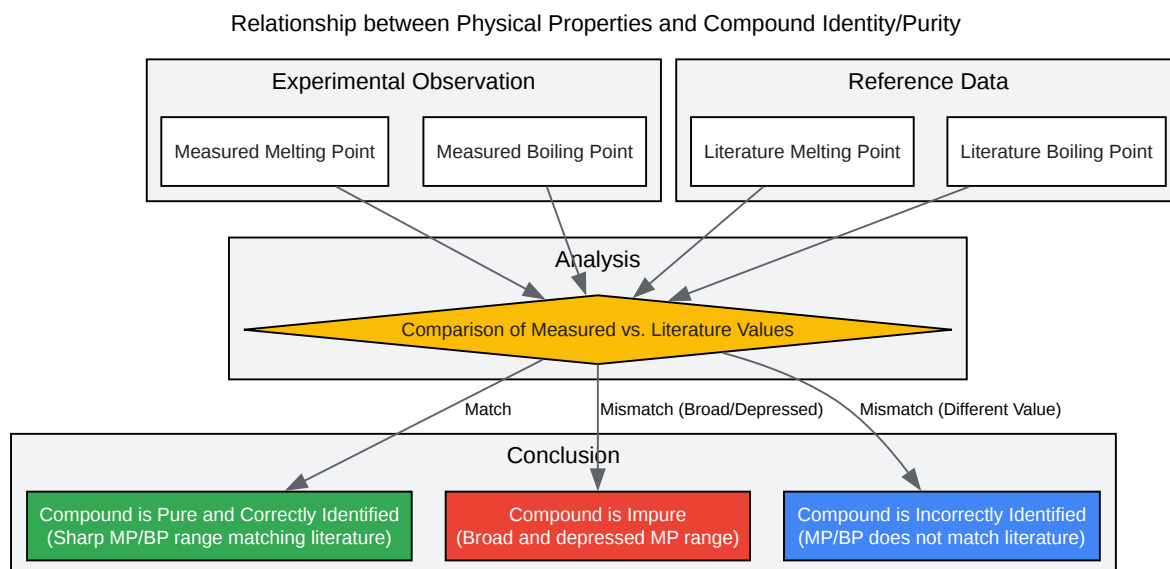 Relationship between Physical Properties and Compound Identity/Purity
Experimental Observation
Reference Data
Measured Melting Point
Measured Boiling Point
Literature Melting Point
Literature Boiling Point
Analysis
Comparison of Measured vs. Literature Values
Match
Mismatch (Broad/Depressed)
Mismatch (Different Value)
Conclusion
Compound is Pure and Correctly Identified
(Sharp MP/BP range matching literature)
Compound is Impure
(Broad and depressed MP range)
Compound is Incorrectly Identified
(MP/BP does not match literature)